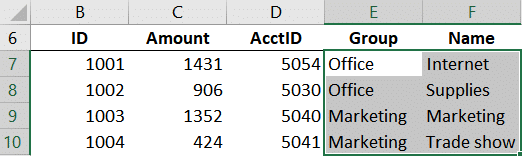 B C D E F
6 ID Amount AcctID Group Name
7 1001 1431 5054 Office Internet
8 1002 906 5030 Office Supplies
9 1003 1352 5040 Marketing Marketing
10 1004 424 5041 Marketing Trade show